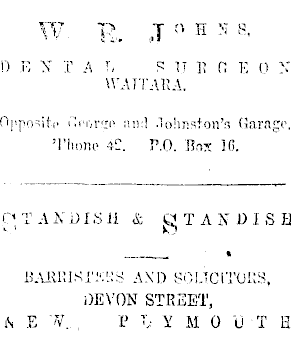 W. R. JOHNS,
DENTAL SURGEON
WAITARA.
Opposite George and Johnston's Garage.
'Phone 42. P.O. Box 16.
STANDISH & STANDISH
BARRISTERS AND SOLICITORS,
DEVON STREET,
NEW PLYMOUTH